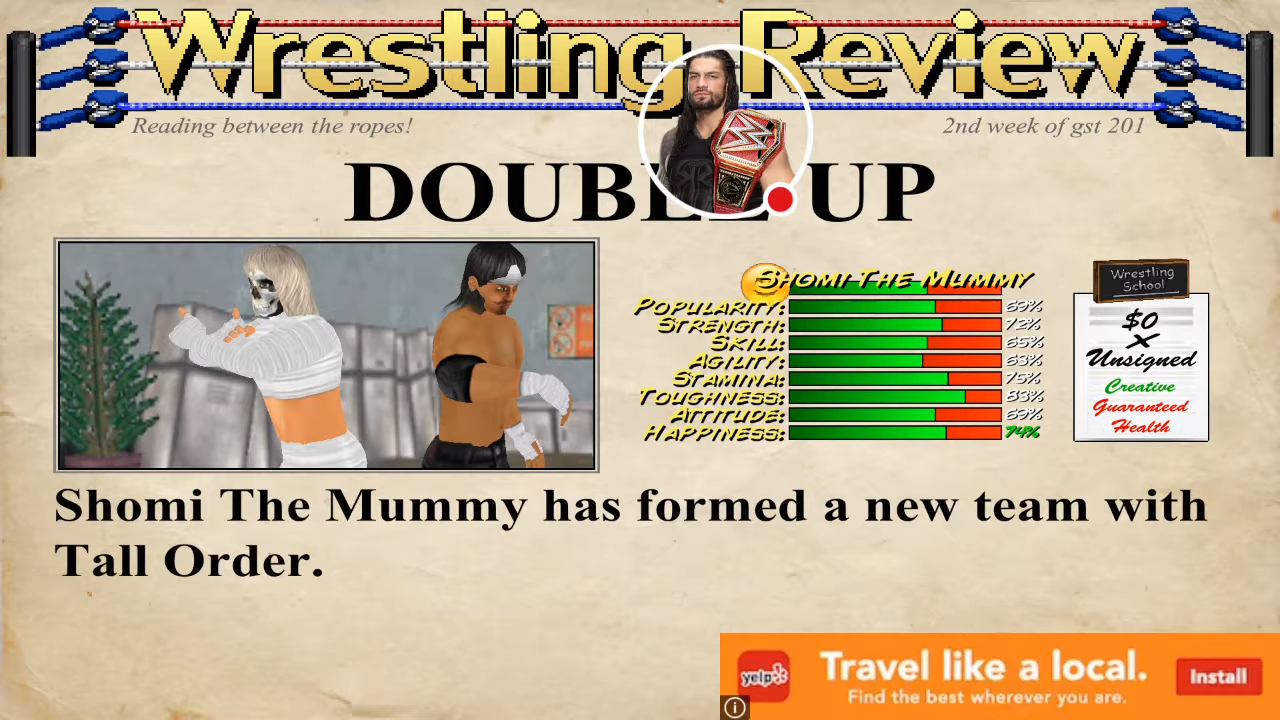 Wrestling Review
Reading between the ropes!
2nd week of gst 201
DOUBLE UP
SHOMI THE MUMMY
POPULARITY: 69%
STRENGTH: 72%
SKILL: 65%
AGILITY: 63%
STAMINA: 75%
TOUGHNESS: 83%
ATTITUDE: 69%
HAPPINESS: 74%
Wrestling
School
$0
X
Unsigned
Creative
Guaranteed
Health
Shomi The Mummy has formed a new team with
Tall Order.
yelp
Travel like a local.
Find the best wherever you are.
Install